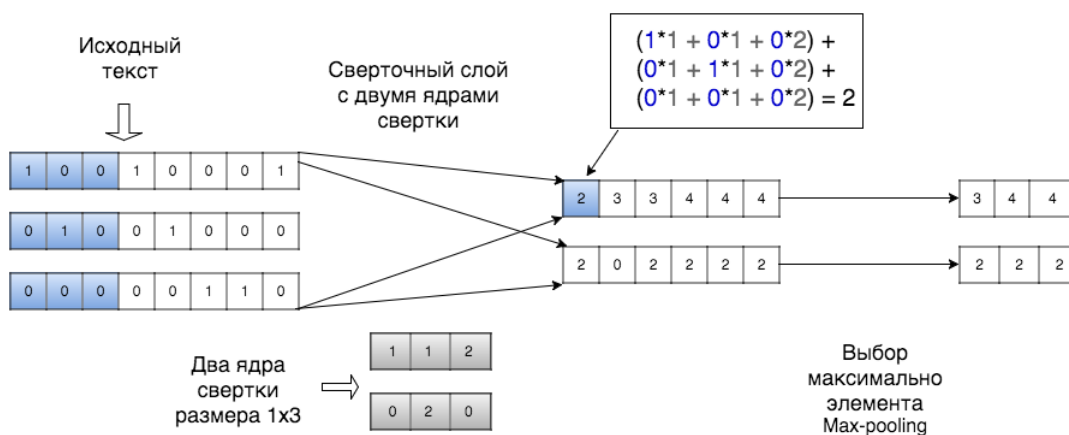 Исходный
текст
Сверточный слой
с двумя ядрами
свертки
(1*1 + 0*1 + 0*2) +
(0*1 + 1*1 + 0*2) +
(0*1 + 0*1 + 0*2) = 2
1 0 0 1 0 0 0 1
0 1 0 0 1 0 0 0
0 0 0 0 0 1 1 0
2 3 3 4 4 4
2 0 2 2 2 2
3 4 4
2 2 2
Два ядра
свертки
размера 1x3
1 1 2
0 2 0
Выбор
максимально
элемента
Max-pooling